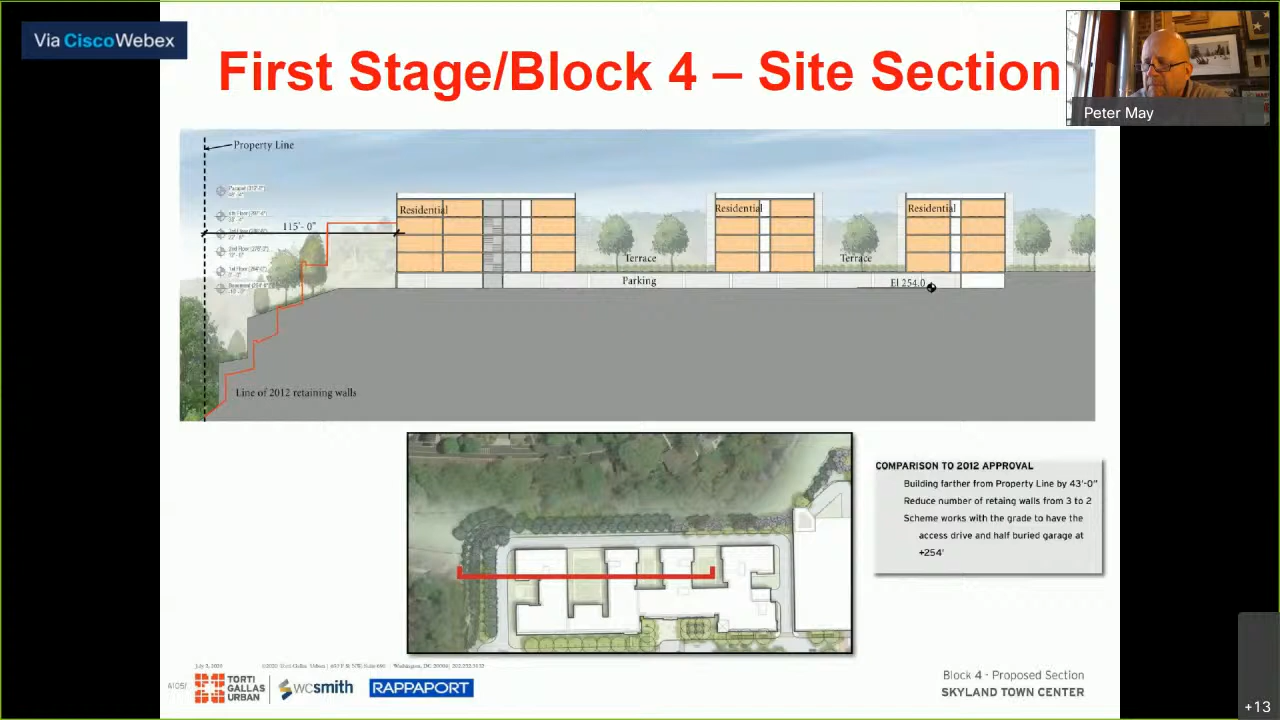 Via CiscoWebex
First Stage/Block 4 – Site Section
Peter May
Property Line
115'- 0"
Residential
Residential
Residential
Terrace
Terrace
Parking
El 254.0
Line of 2012 retaining walls
COMPARISON TO 2012 APPROVAL
Building farther from Property Line by 43'-0"
Reduce number of retaing walls from 3 to 2
Scheme works with the grade to have the
access drive and half buried garage at
+254'
TORTI
GALLAS
URBAN
wcsmith
RAPPAPORT
Block 4 - Proposed Section
SKYLAND TOWN CENTER
+13